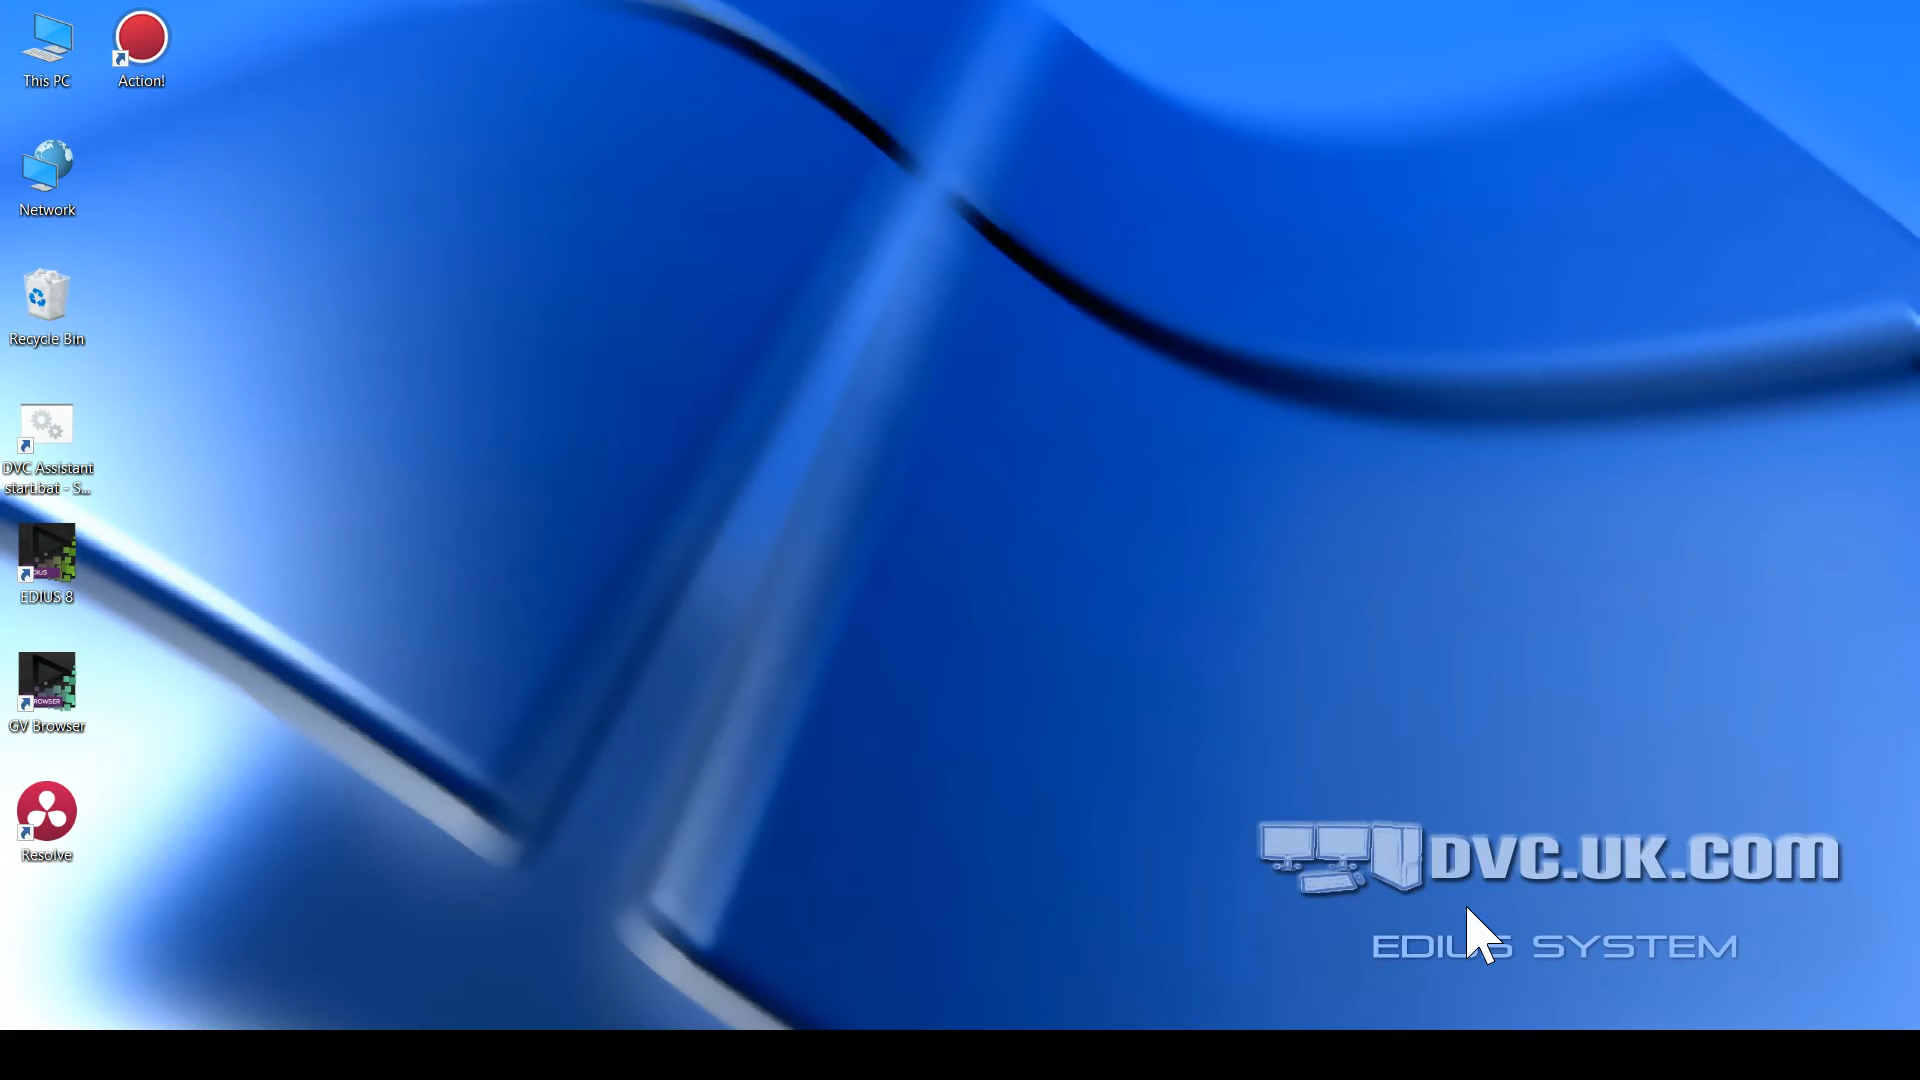 This PC
Action!
Network
Recycle Bin
DVC Assistant
start.bat - S...
EDIUS 8
GV Browser
Resolve
DVC.UK.COM
EDIUS SYSTEM